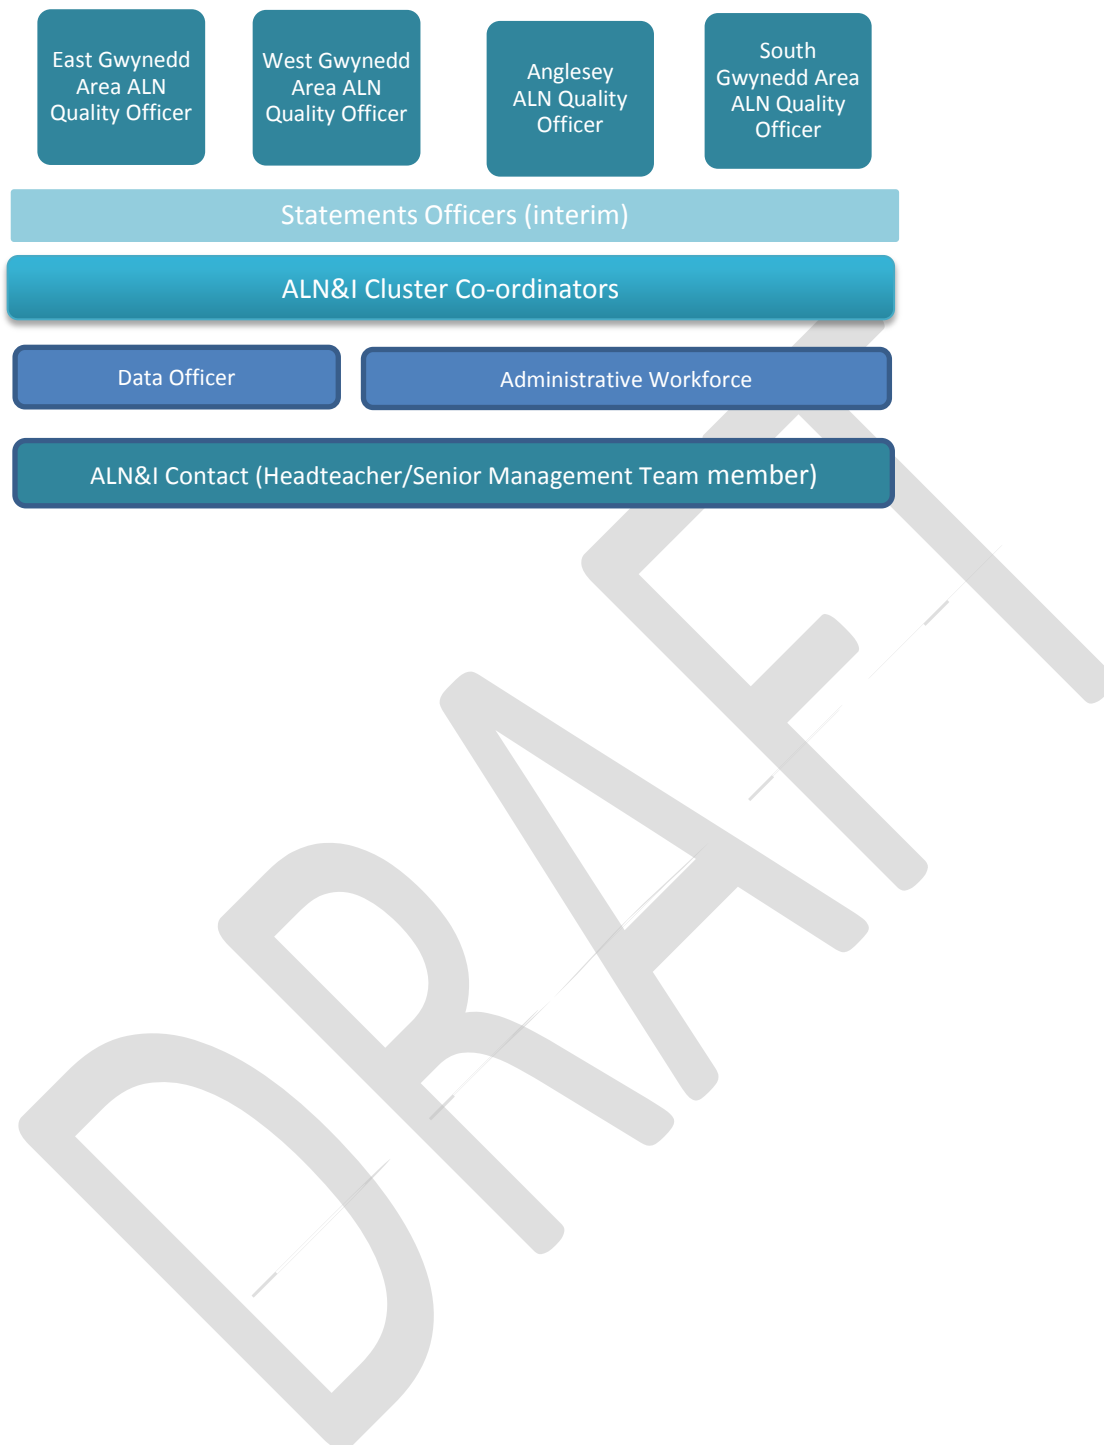 East Gwynedd
Area ALN
Quality Officer
West Gwynedd
Area ALN
Quality Officer
Anglesey
ALN Quality
Officer
South
Gwynedd Area
ALN Quality
Officer
Statements Officers (interim)
ALN&I Cluster Co-ordinators
Data Officer
Administrative Workforce
ALN&I Contact (Headteacher/Senior Management Team member)
DRAFT